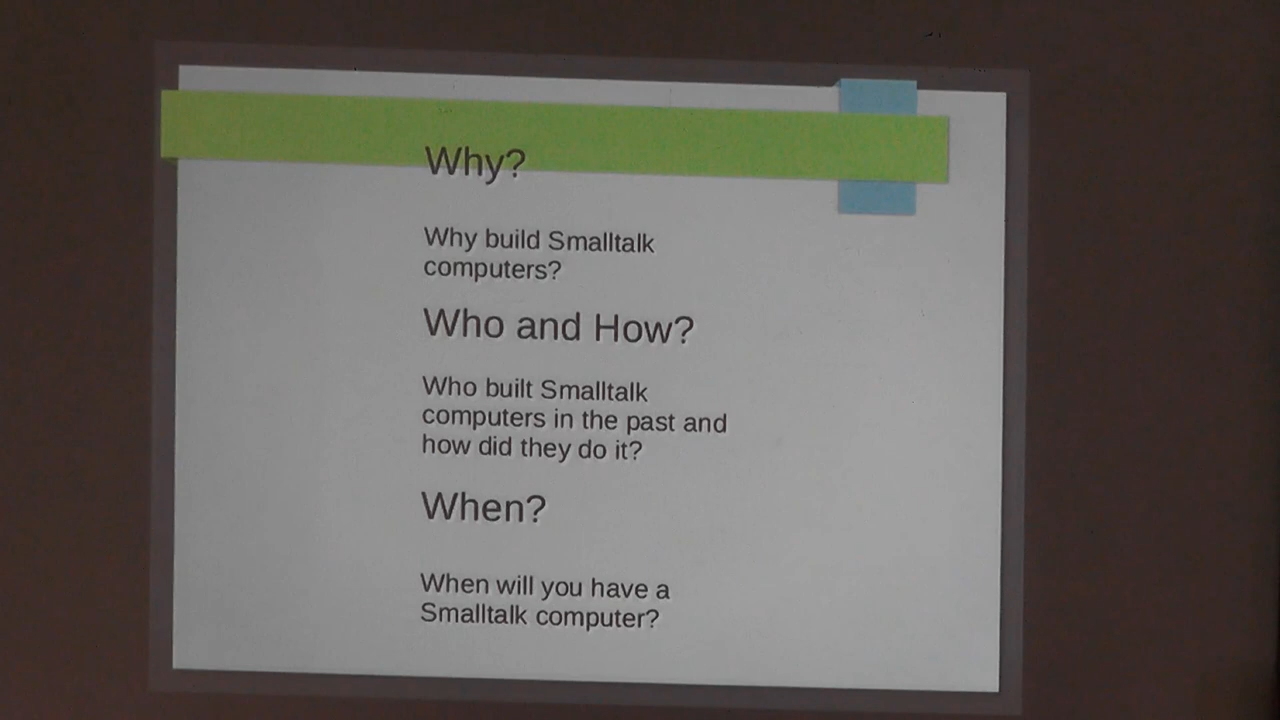 Why?
Why build Smalltalk
computers?
Who and How?
Who built Smalltalk
computers in the past and
how did they do it?
When?
When will you have a
Smalltalk computer?